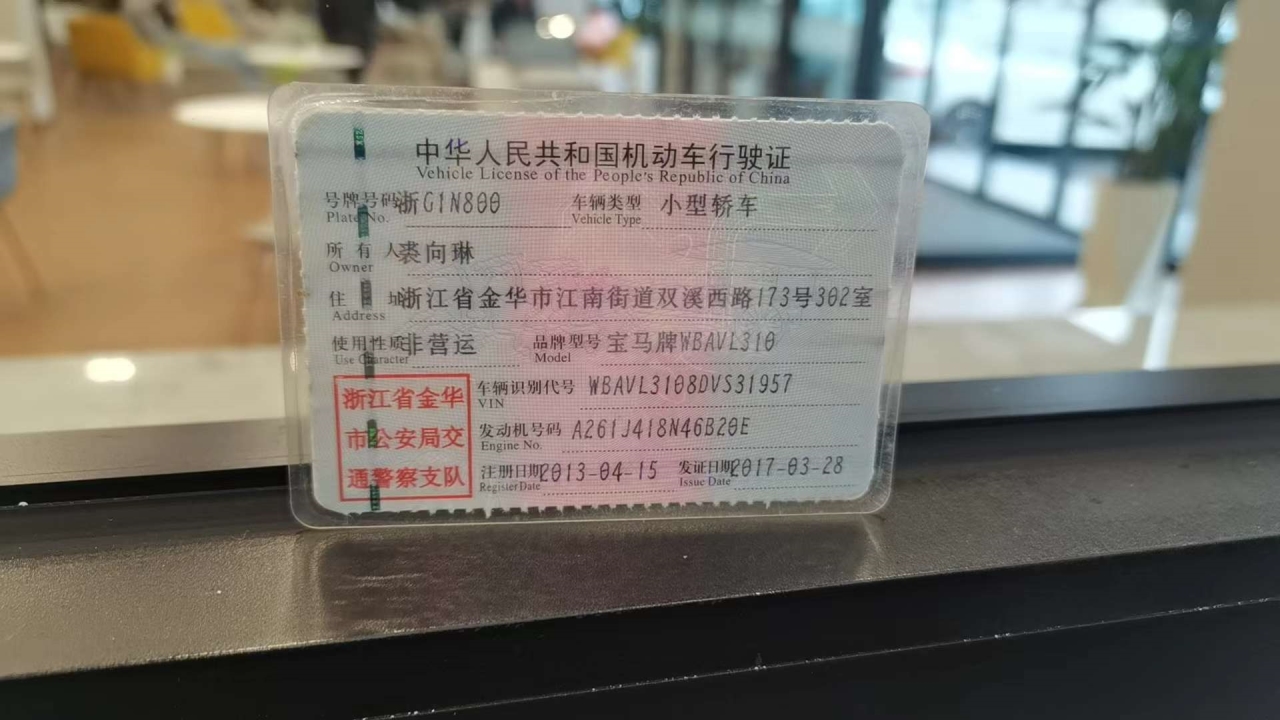 中华人民共和国机动车行驶证
Vehicle License of the People's Republic of China
号牌号码 浙G1N800 车辆类型 小型轿车
Plate No. Vehicle Type
所有人 裘向琳
Owner
住址 浙江省金华市江南街道双溪西路173号302室
Address
使用性质 非营运 品牌型号 宝马牌WBAVL310
Use Character Model
浙江省金华
市公安局交
通警察支队
车辆识别代号 WBAVL3108DVS31957
VIN
发动机号码 A261J418N46B20E
Engine No.
注册日期 2013-04-15 发证日期 2017-03-28
Register Date Issue Date